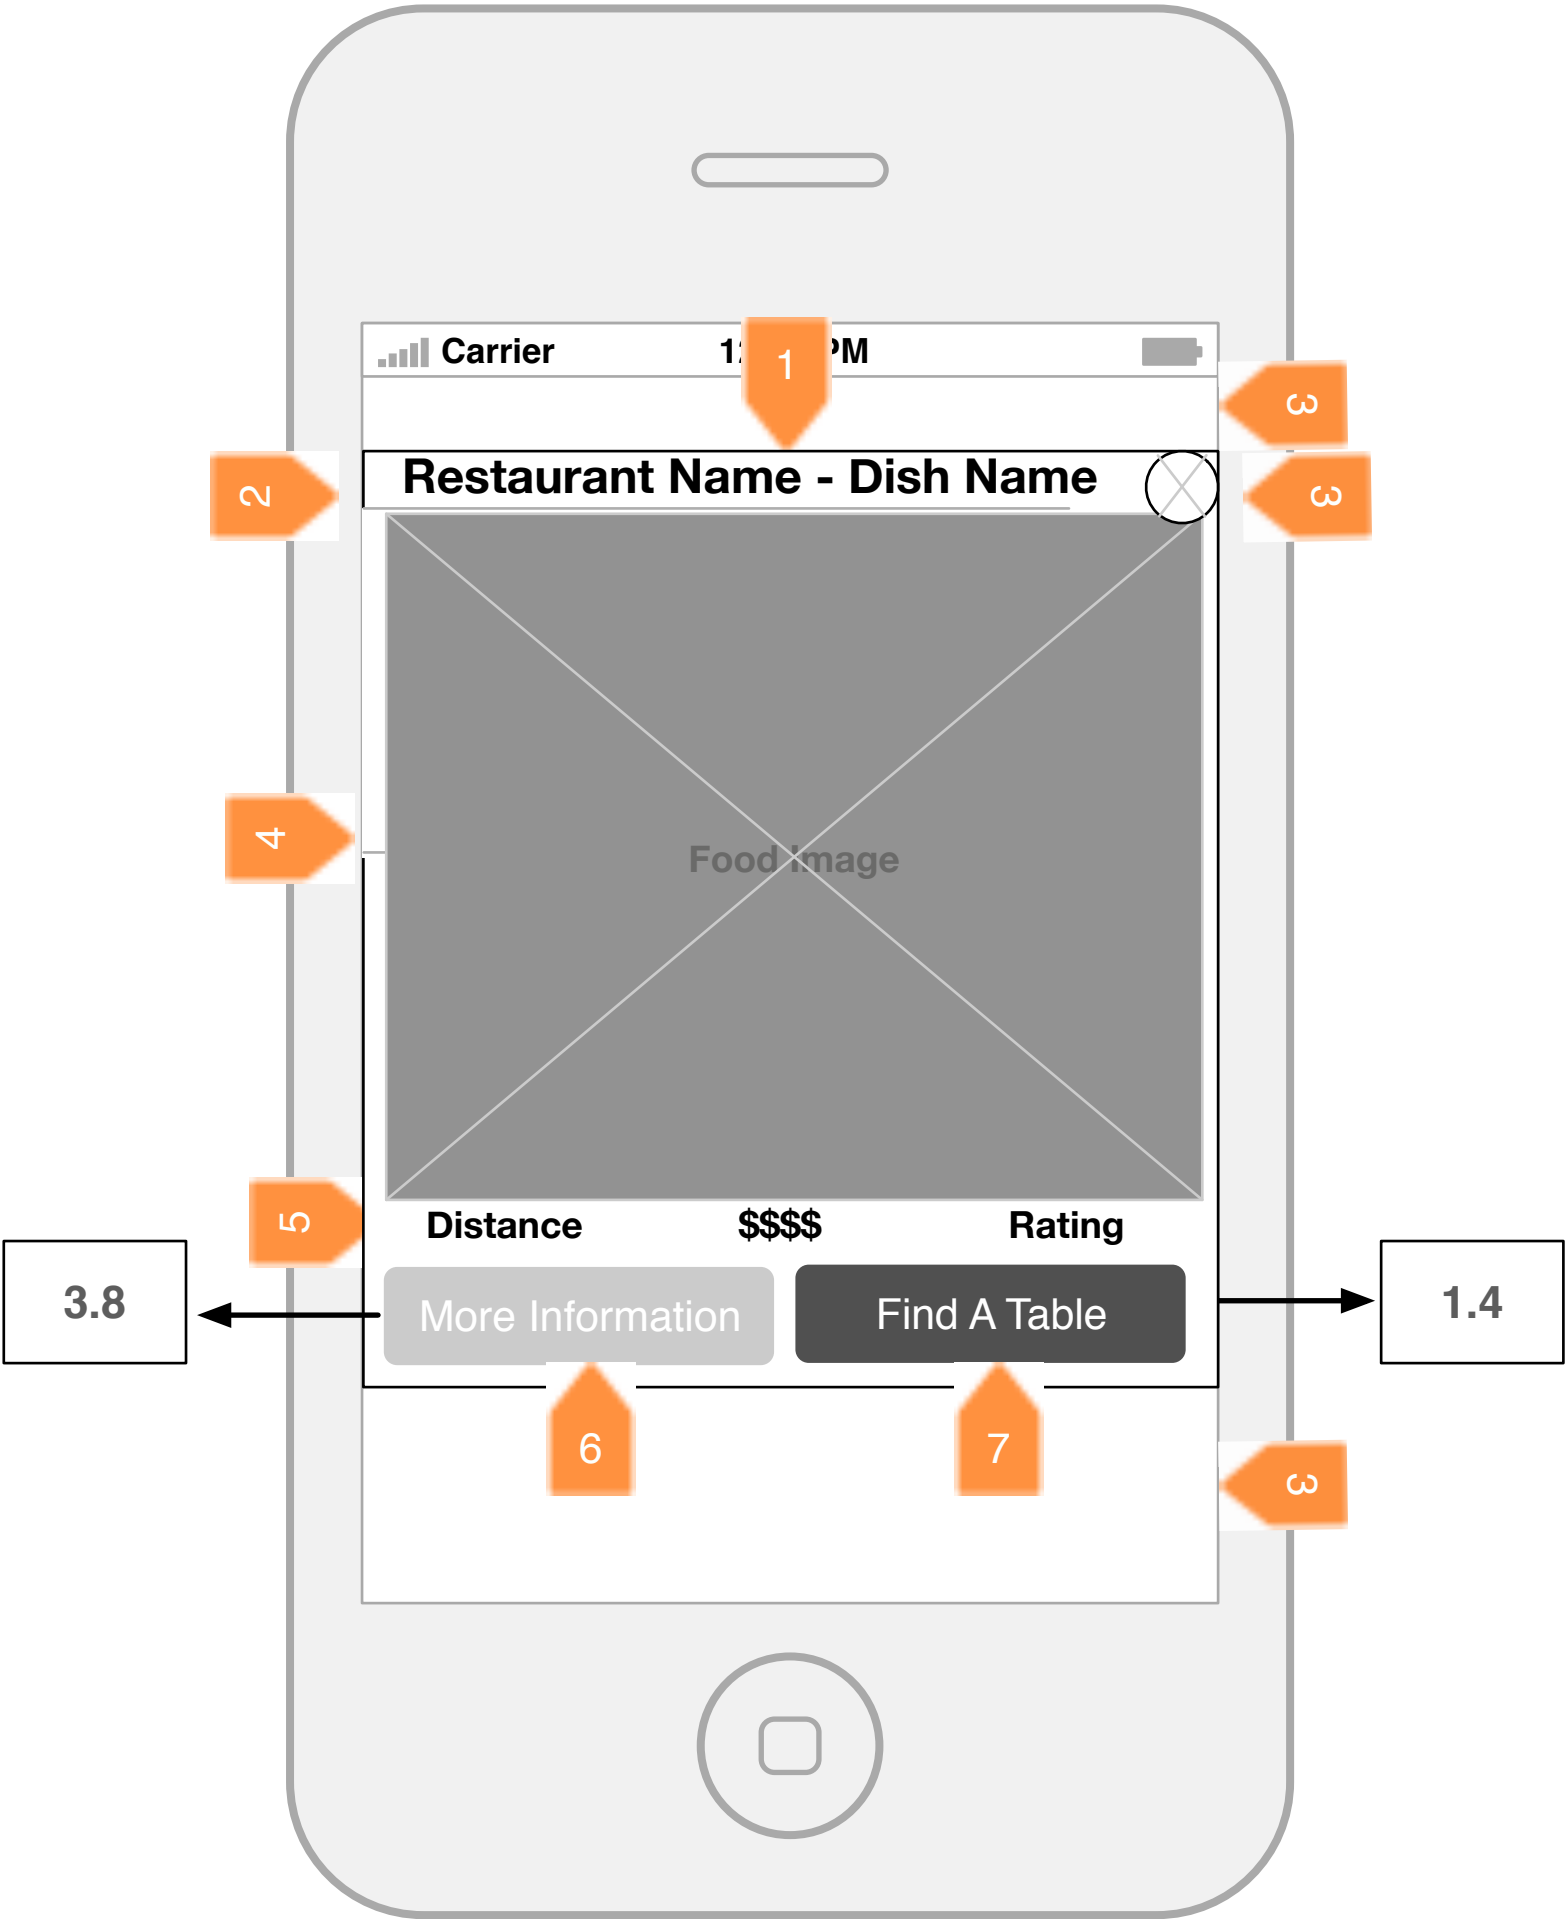 Carrier
PM
1
3
2
Restaurant Name - Dish Name
3
4
Food Image
5
Distance $$$$ Rating
3.8
More Information Find A Table
1.4
6
7
3